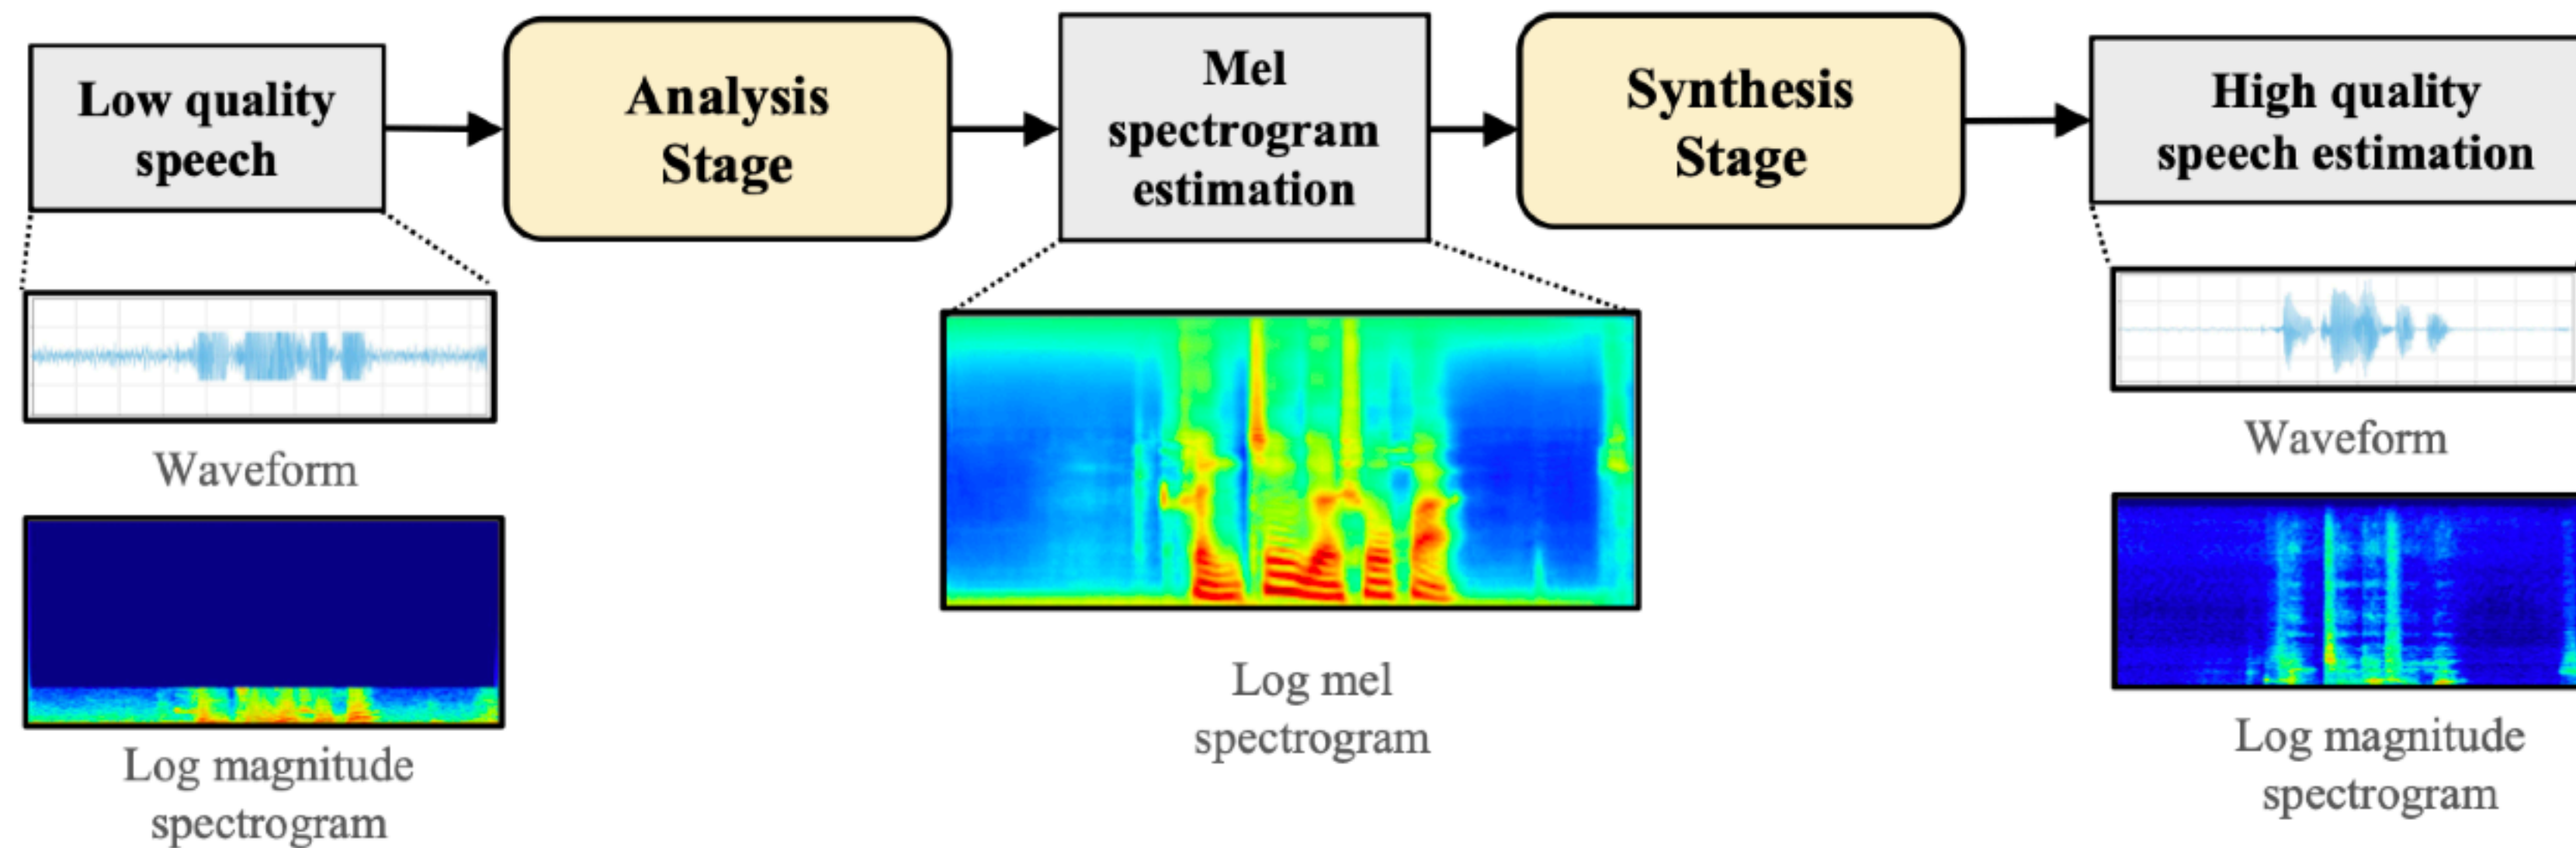 Low quality
speech
Analysis
Stage
Mel
spectrogram
estimation
Synthesis
Stage
High quality
speech estimation
Waveform
Log magnitude
spectrogram
Log mel
spectrogram
Waveform
Log magnitude
spectrogram